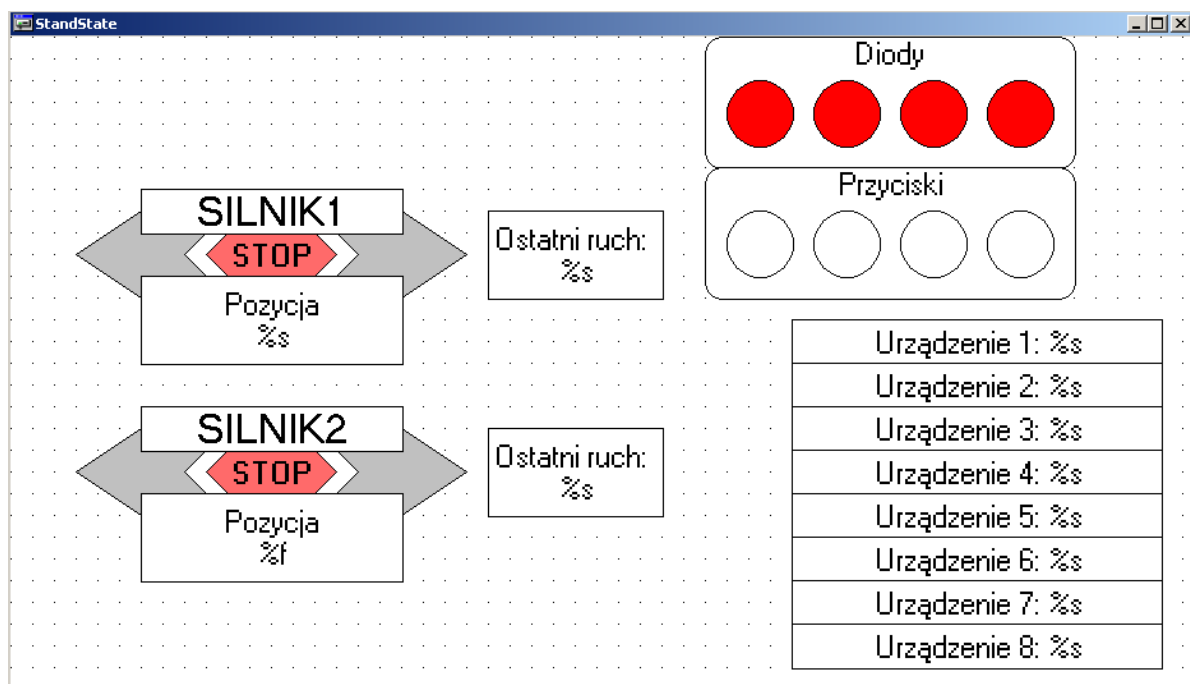 StandState
Diody
Przyciski
SILNIK1
STOP
Pozycja
%s
Ostatni ruch:
%s
SILNIK2
STOP
Pozycja
%f
Ostatni ruch:
%s
Urządzenie 1: %s
Urządzenie 2: %s
Urządzenie 3: %s
Urządzenie 4: %s
Urządzenie 5: %s
Urządzenie 6: %s
Urządzenie 7: %s
Urządzenie 8: %s